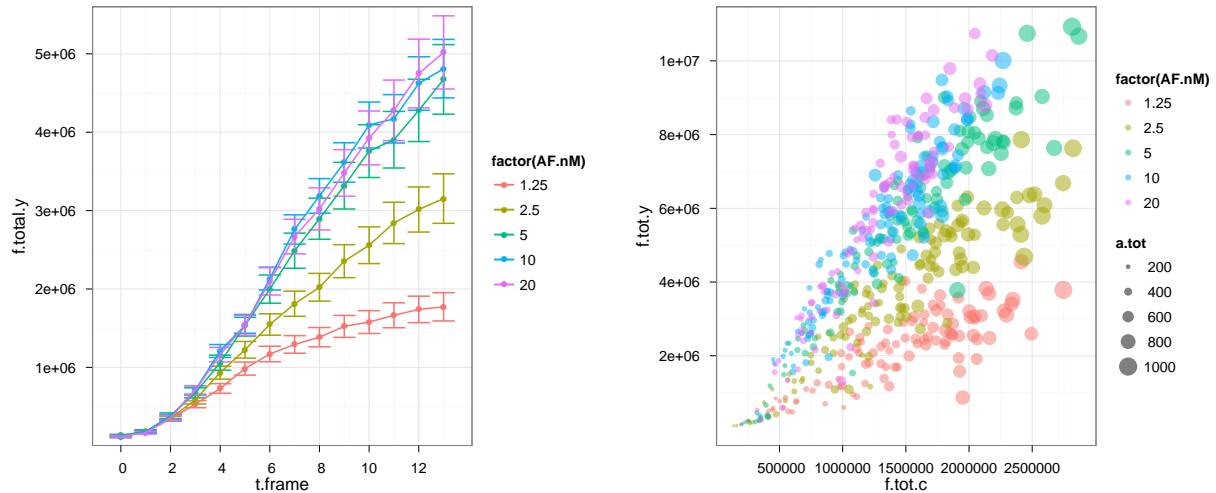 5e+06
4e+06
3e+06
2e+06
1e+06
f.total.y
0 2 4 6 8 10 12
t.frame
factor(AF.nM)
1.25
2.5
5
10
20
1e+07
8e+06
6e+06
4e+06
2e+06
f.tot.y
500000 1000000 1500000 2000000 2500000
f.tot.c
factor(AF.nM)
1.25
2.5
5
10
20
a.tot
200
400
600
800
1000